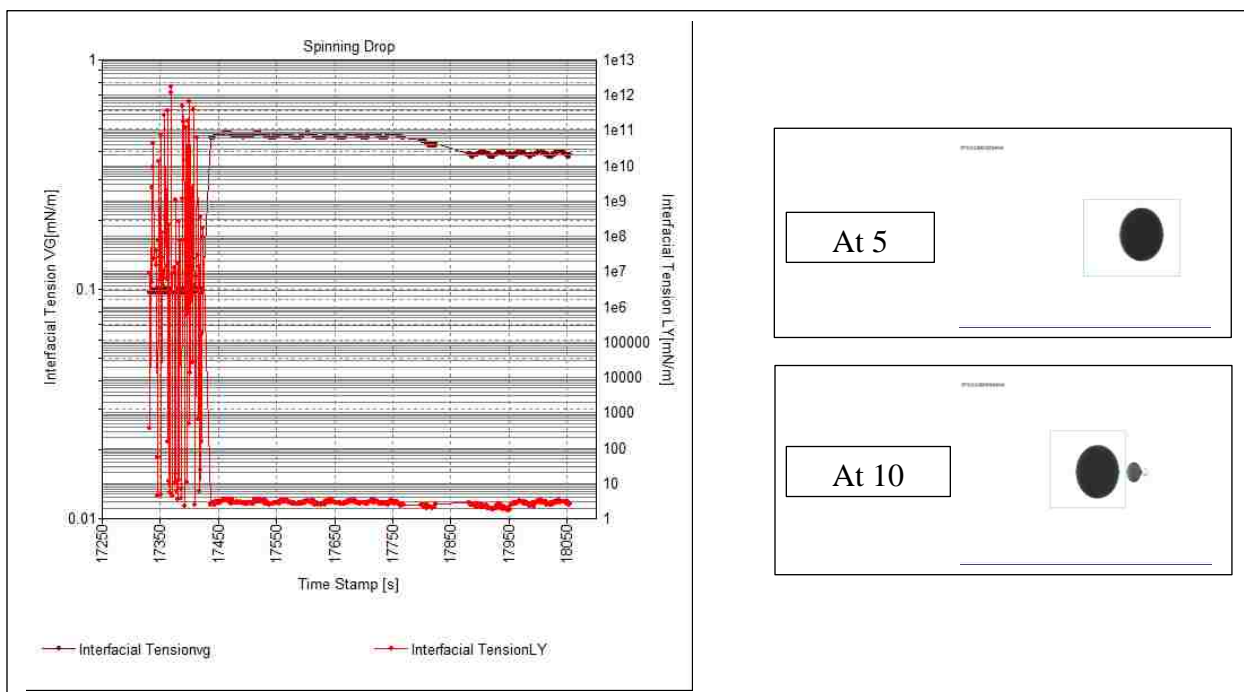 Spinning Drop
1
0.1
0.01
Interfacial Tension VG[mN/m]
1e13
1e12
1e11
1e10
1e9
1e8
1e7
1e6
100000
10000
1000
100
10
1
Interfacial Tension LY[mN/m]
17250
17350
17450
17550
17650
17750
17850
17950
18050
Time Stamp [s]
Interfacial Tensionvg
Interfacial TensionLY
At 5
At 10